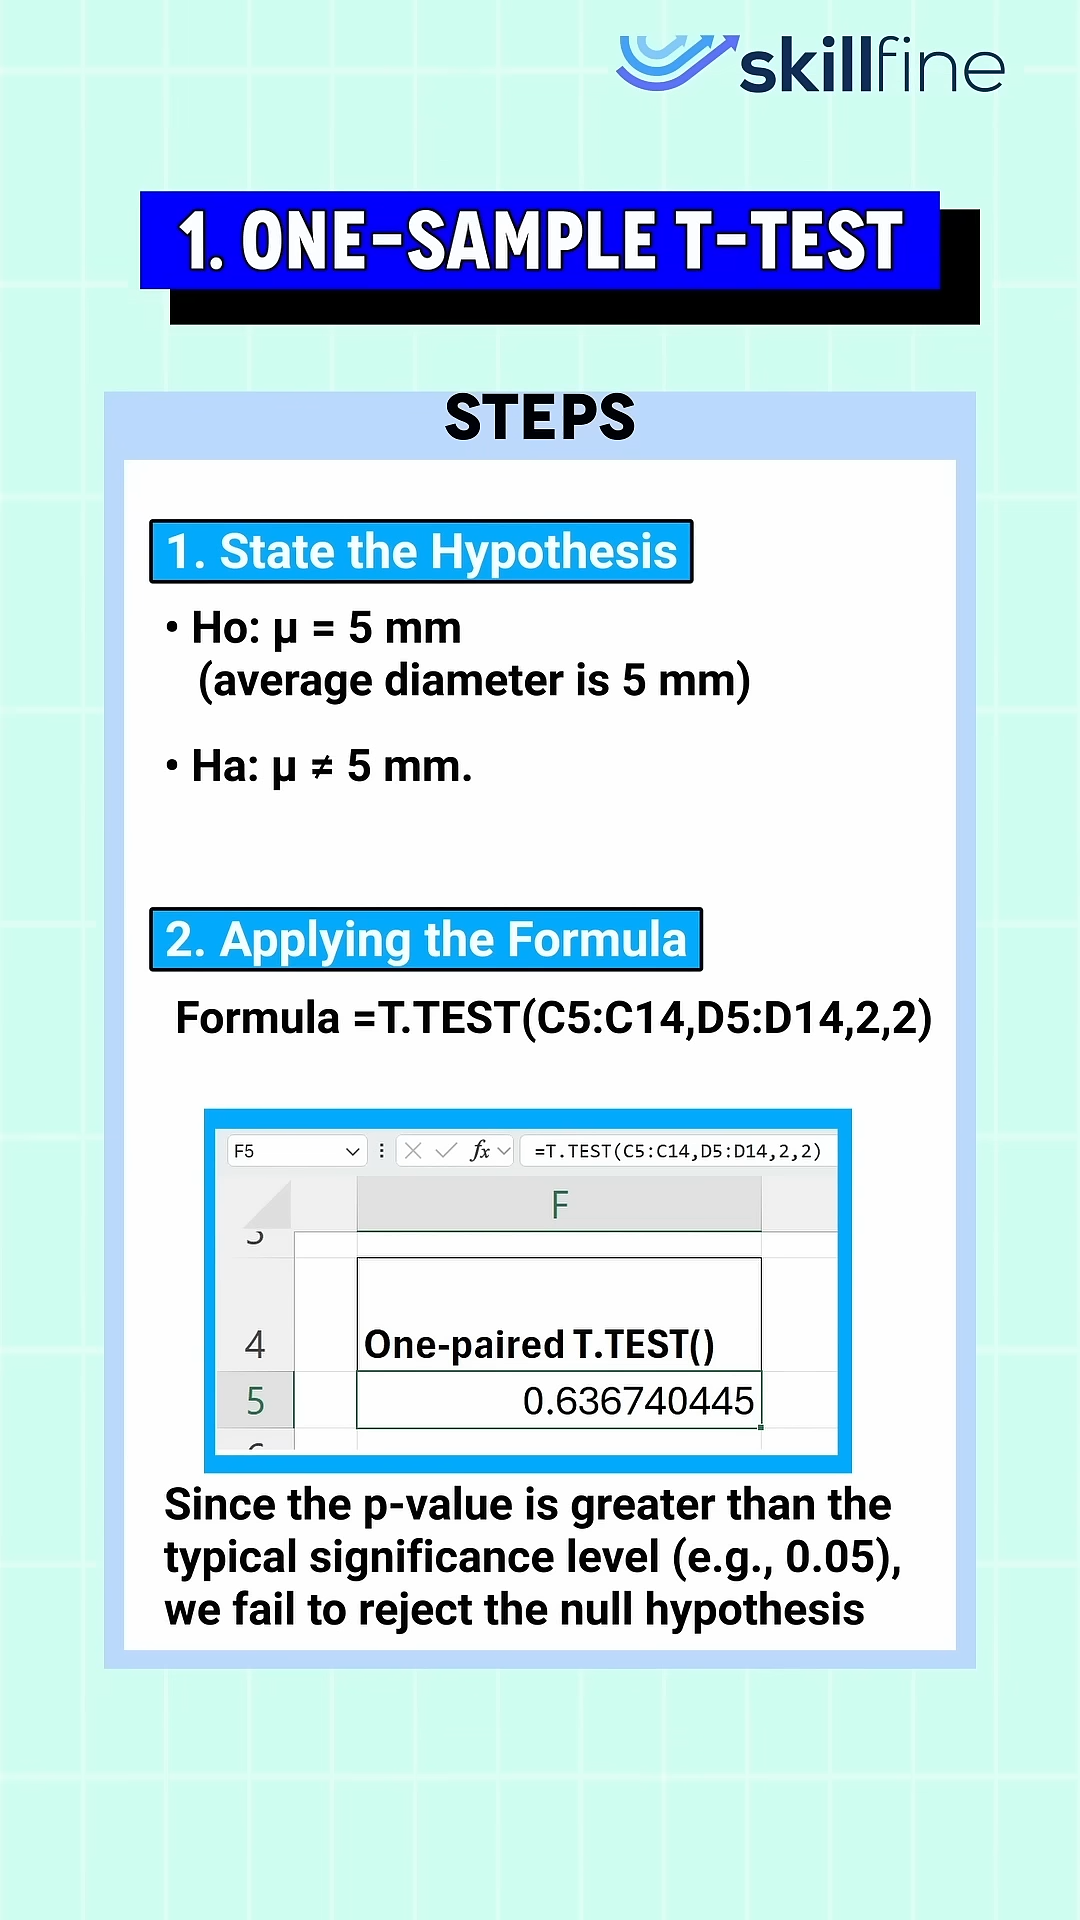 skillfine
1. ONE-SAMPLE T-TEST
STEPS
1. State the Hypothesis
• Ho: µ = 5 mm
(average diameter is 5 mm)
• Ha: µ ≠ 5 mm.
2. Applying the Formula
Formula =T.TEST(C5:C14,D5:D14,2,2)
F5 fx =T.TEST(C5:C14,D5:D14,2,2)
F
4 One-paired T.TEST()
5 0.636740445
Since the p-value is greater than the
typical significance level (e.g., 0.05),
we fail to reject the null hypothesis